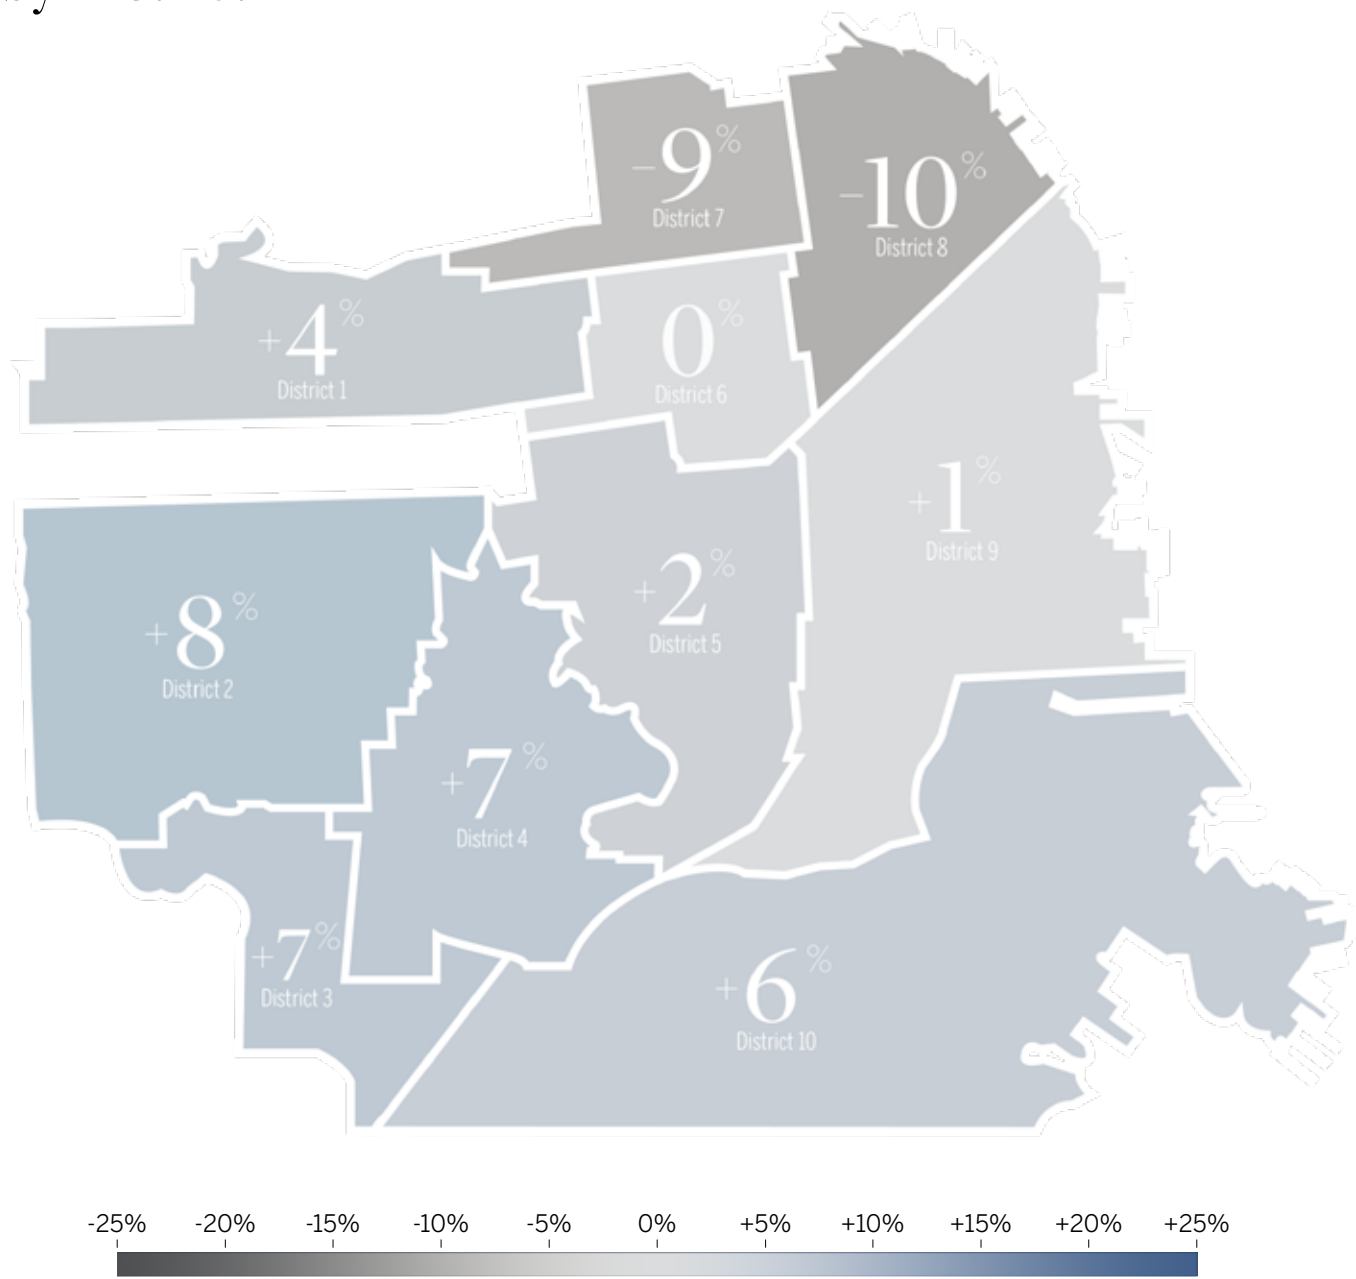 −9%
District 7
−10%
District 8
+4%
District 1
0%
District 6
+1%
District 9
+2%
District 5
+8%
District 2
+7%
District 4
+7%
District 3
+6%
District 10
-25% -20% -15% -10% -5% 0% +5% +10% +15% +20% +25%